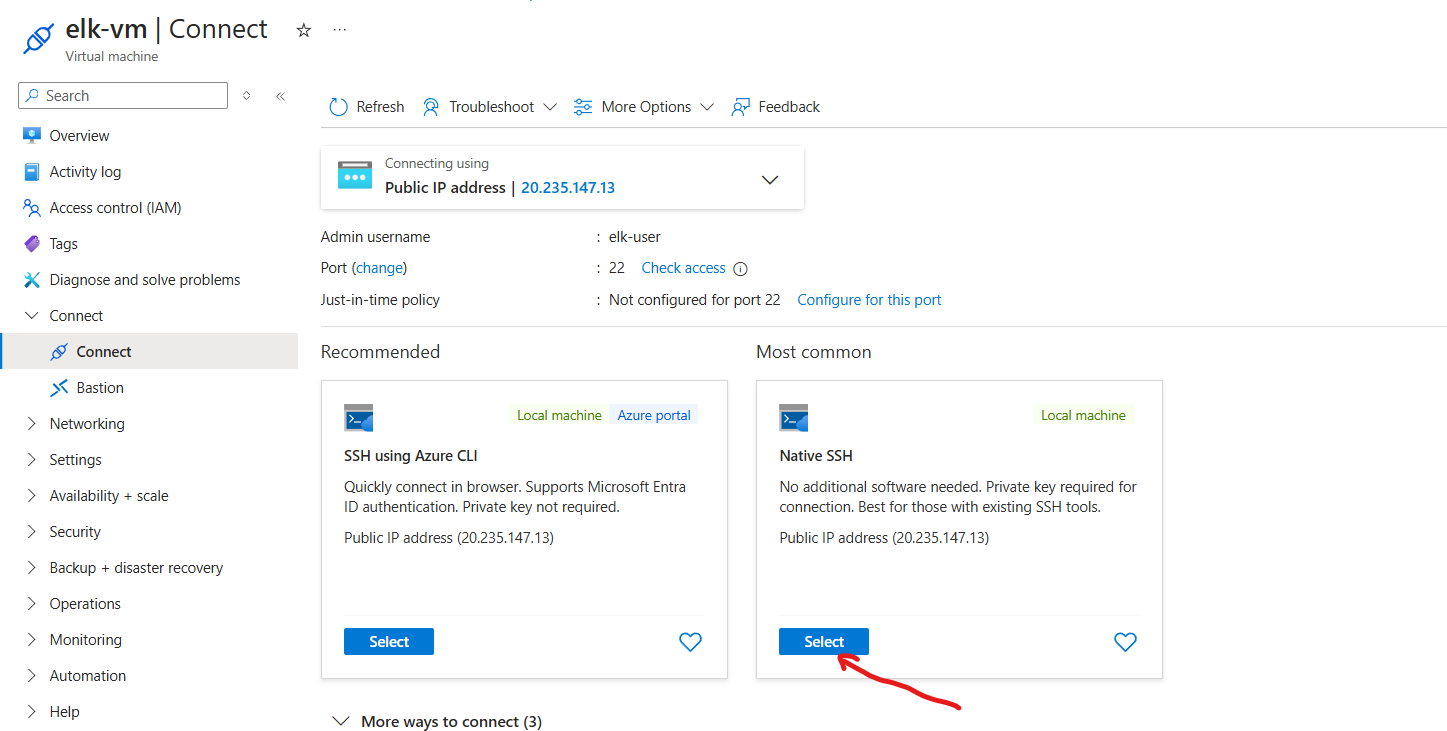 elk-vm | Connect
Virtual machine
Search
Overview
Activity log
Access control (IAM)
Tags
Diagnose and solve problems
Connect
Connect
Bastion
Networking
Settings
Availability + scale
Security
Backup + disaster recovery
Operations
Monitoring
Automation
Help
Refresh
Troubleshoot
More Options
Feedback
Connecting using
Public IP address | 20.235.147.13
Admin username : elk-user
Port (change) : 22 Check access
Just-in-time policy : Not configured for port 22 Configure for this port
Recommended
Local machine Azure portal
SSH using Azure CLI
Quickly connect in browser. Supports Microsoft Entra
ID authentication. Private key not required.
Public IP address (20.235.147.13)
Select
Most common
Local machine
Native SSH
No additional software needed. Private key required for
connection. Best for those with existing SSH tools.
Public IP address (20.235.147.13)
Select
More ways to connect (3)